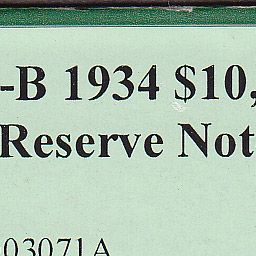 -B 1934 $10,
Reserve Not
03071A